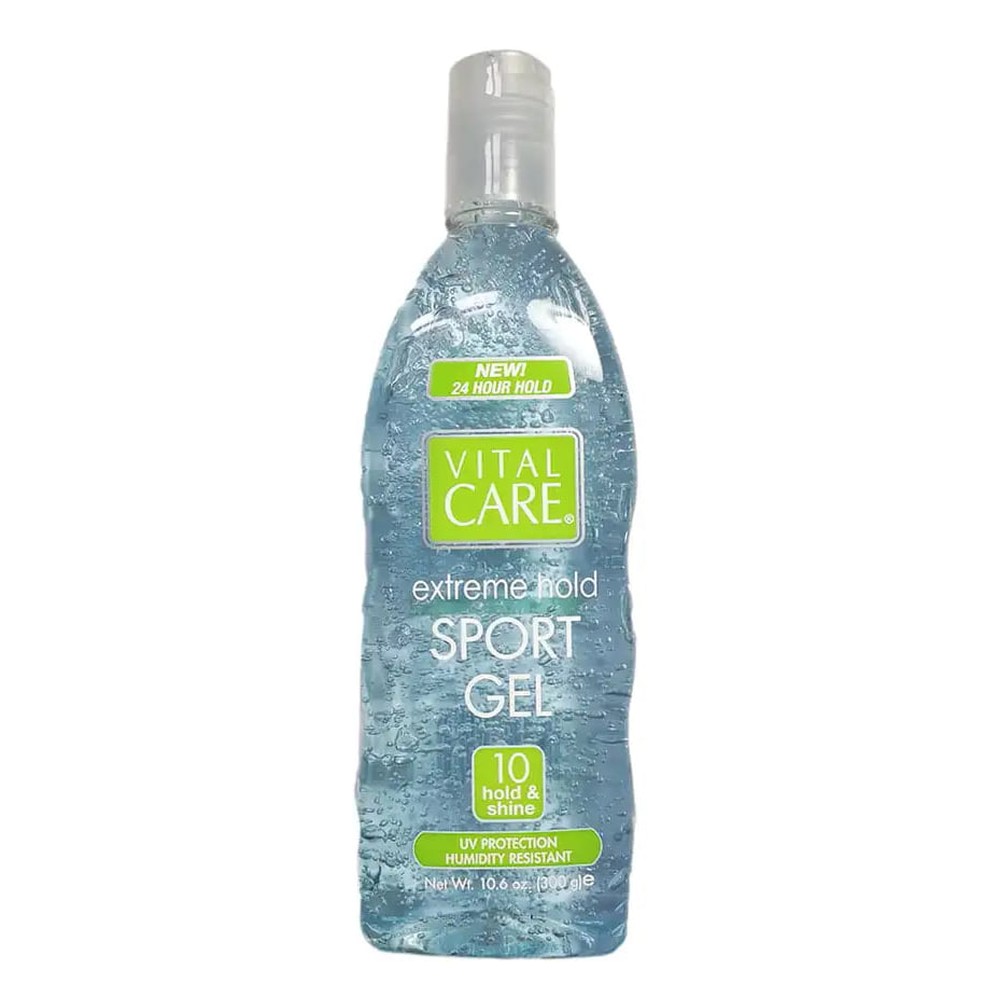 NEW!
24 HOUR HOLD
VITAL
CARE®
extreme hold
SPORT
GEL
10
hold &
shine
UV PROTECTION
HUMIDITY RESISTANT
Net Wt. 10.6 oz. (300 g)e